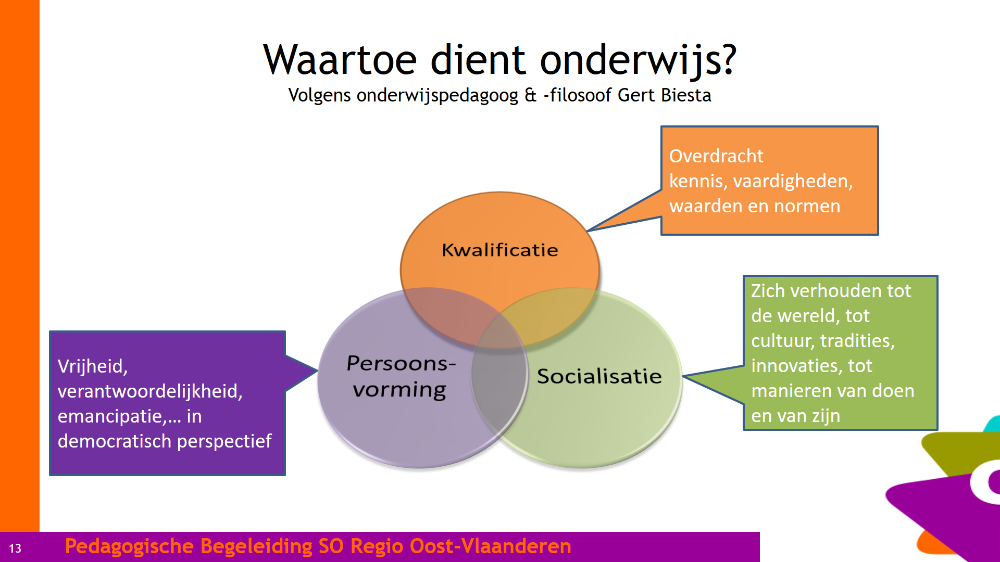 Waartoe dient onderwijs?
Volgens onderwijspedagoog & -filosoof Gert Biesta
Overdracht
kennis, vaardigheden,
waarden en normen
Kwalificatie
Zich verhouden tot
de wereld, tot
cultuur, tradities,
innovaties, tot
manieren van doen
en van zijn
Vrijheid,
verantwoordelijkheid,
emancipatie,... in
democratisch perspectief
Persoons-
vorming
Socialisatie
13
Pedagogische Begeleiding SO Regio Oost-Vlaanderen